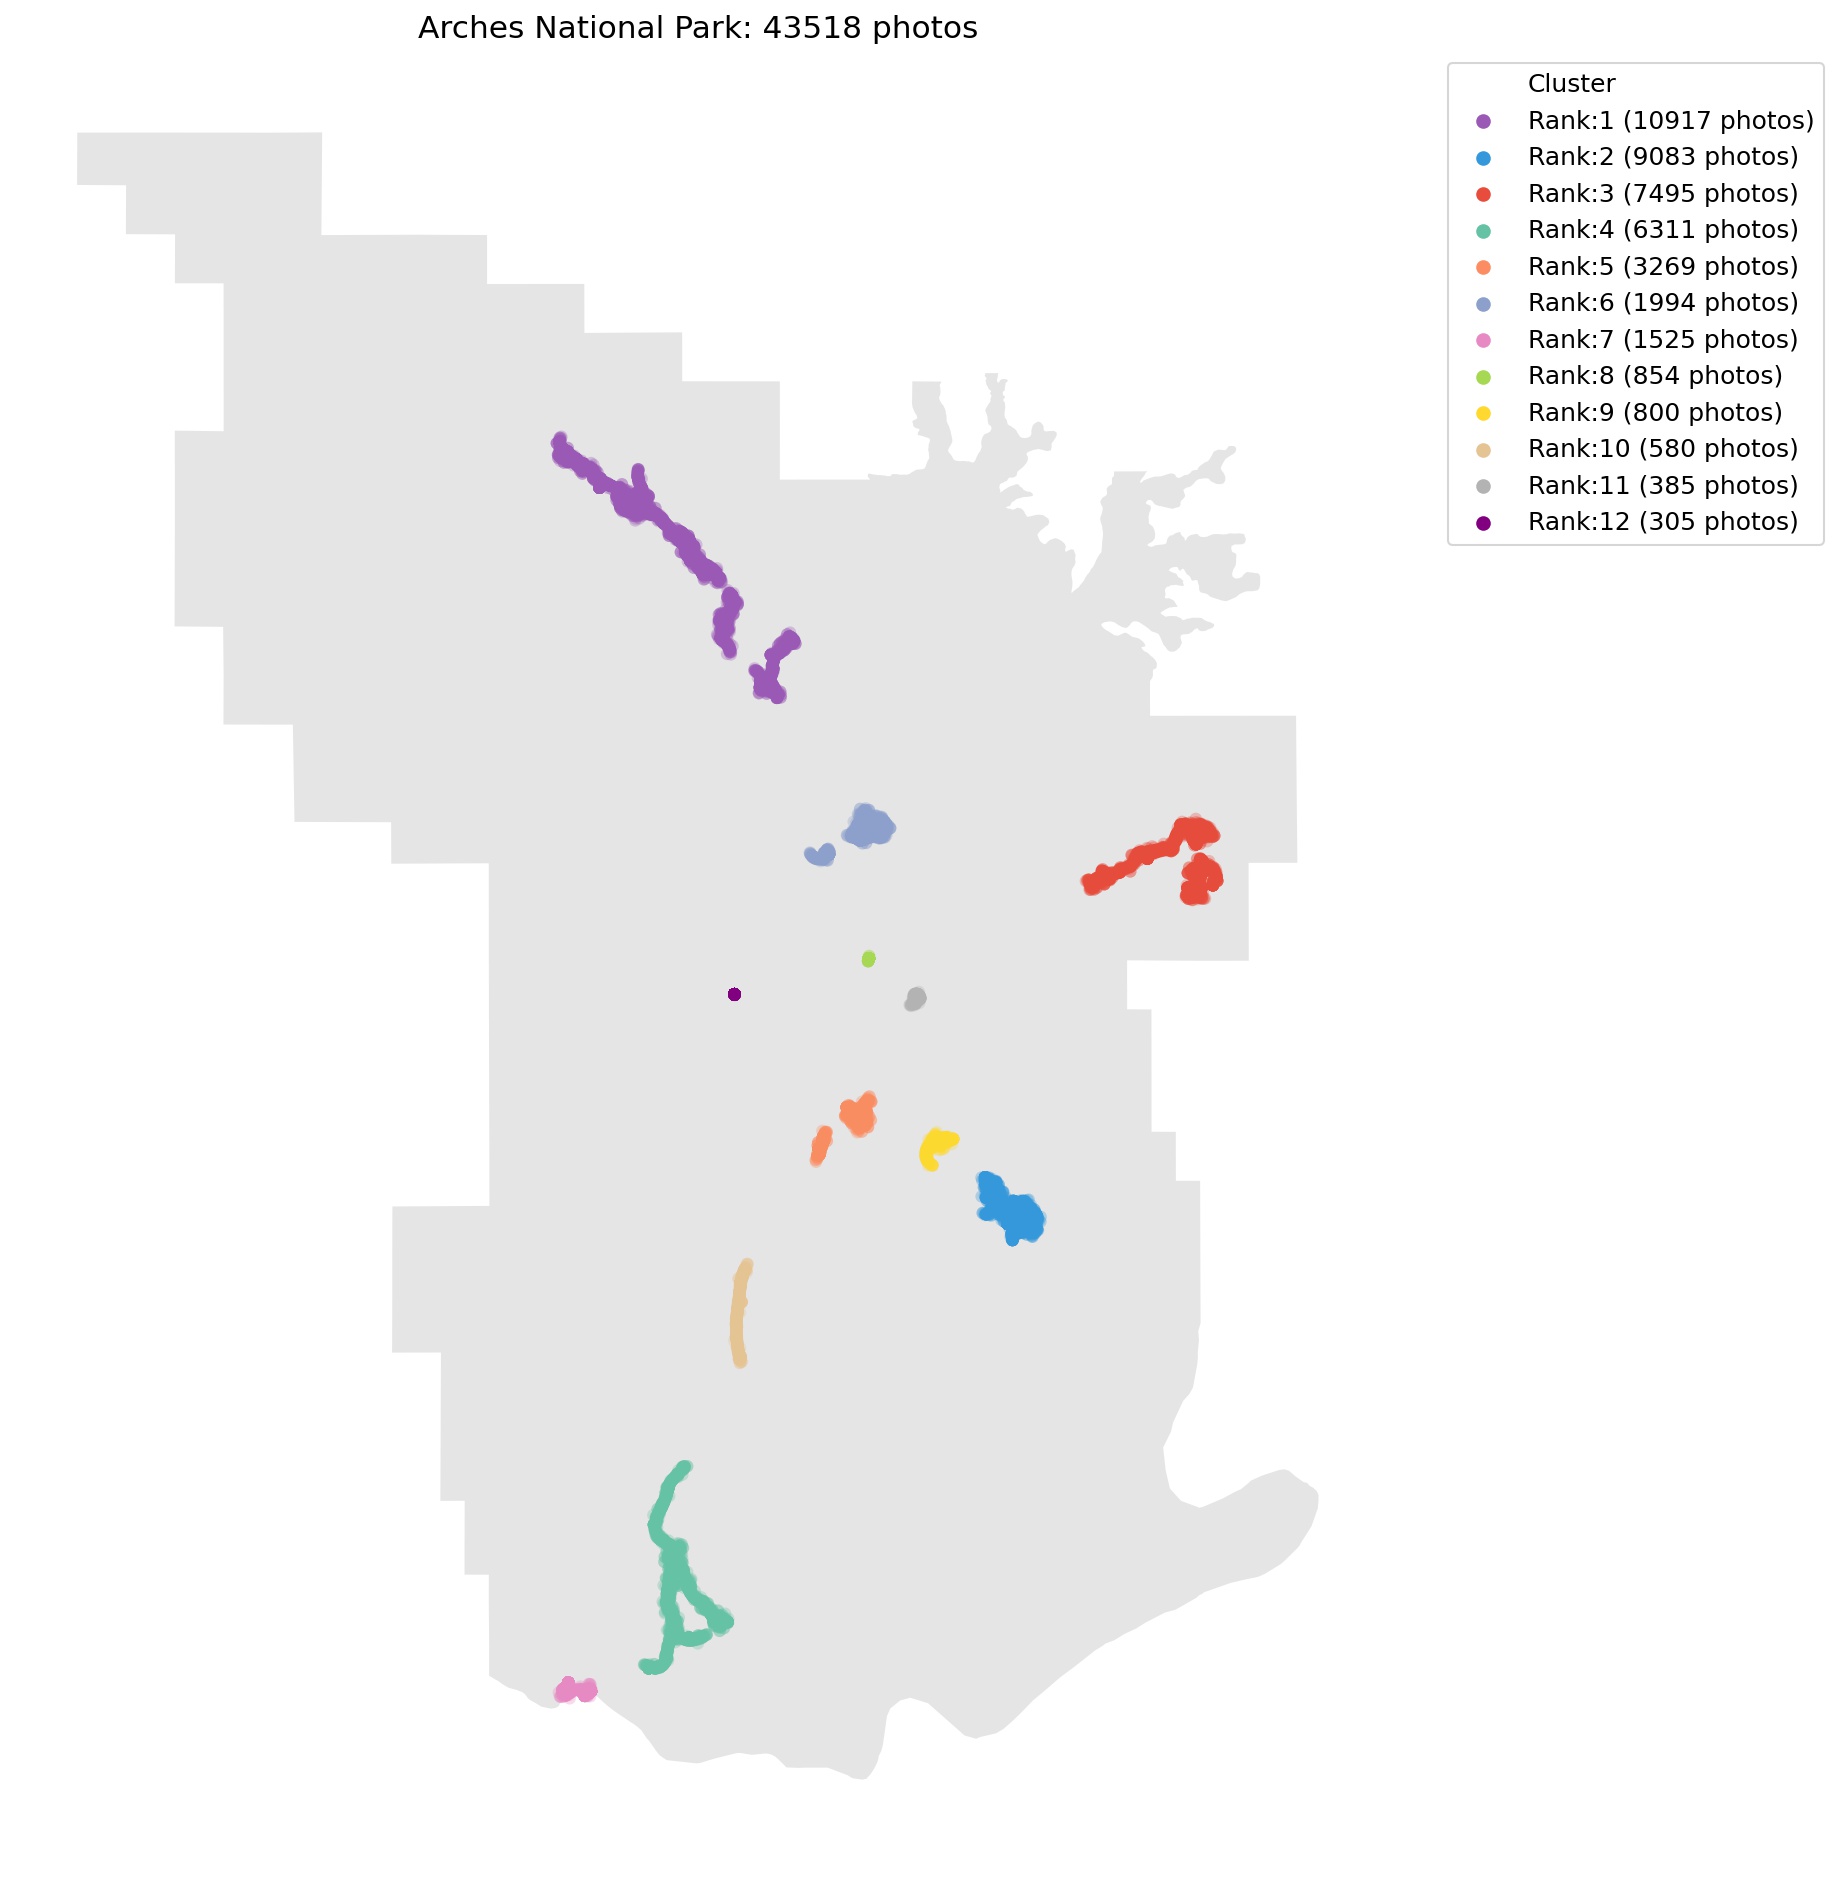 Arches National Park: 43518 photos
Cluster
Rank:1 (10917 photos)
Rank:2 (9083 photos)
Rank:3 (7495 photos)
Rank:4 (6311 photos)
Rank:5 (3269 photos)
Rank:6 (1994 photos)
Rank:7 (1525 photos)
Rank:8 (854 photos)
Rank:9 (800 photos)
Rank:10 (580 photos)
Rank:11 (385 photos)
Rank:12 (305 photos)